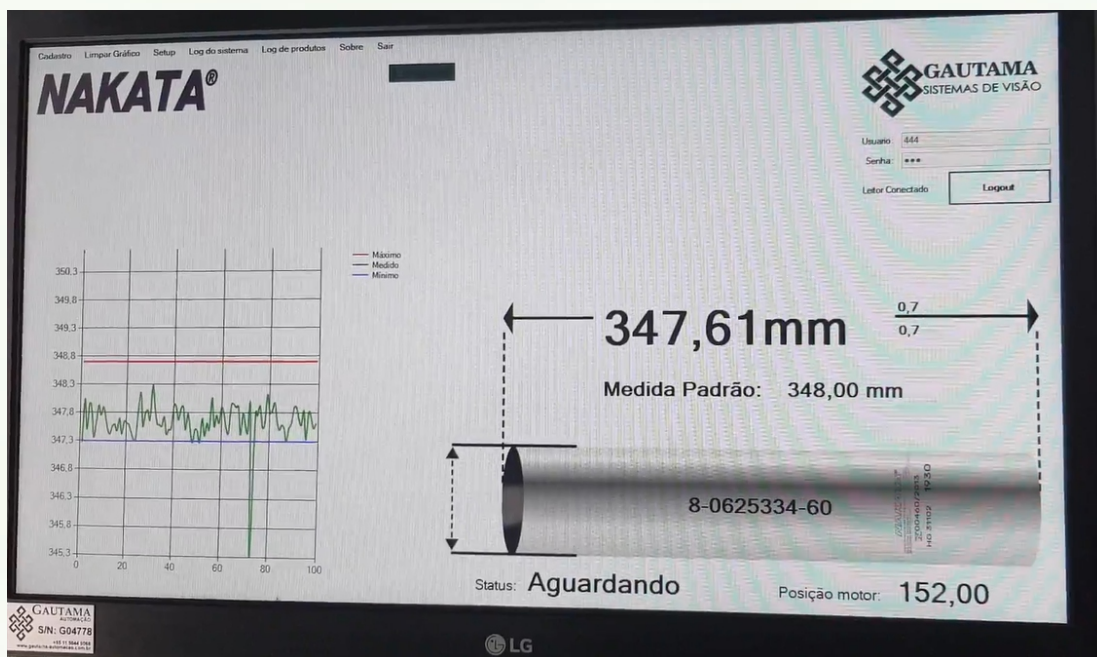 Cadastro Limpar Gráfico Setup Log do sistema Log de produtos Sobre Sair
NAKATA®
GAUTAMA
SISTEMAS DE VISÃO
Usuario: 444
Senha: •••
Leitor Conectado Logout
Máximo
Medido
Mínimo
350,3
349,8
349,3
348,8
348,3
347,8
347,3
346,8
346,3
345,8
345,3
0 20 40 60 80 100
347,61mm
0,7
0,7
Medida Padrão: 348,00 mm
8-0625334-60
1930
Status: Aguardando
Posição motor: 152,00
GAUTAMA
AUTOMAÇÃO
S/N: G04778
LG